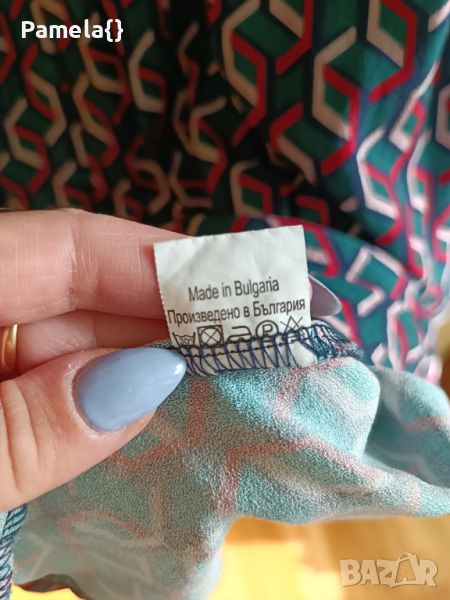 Pamela{}
Made in Bulgaria
Произведено в България
BAZAR